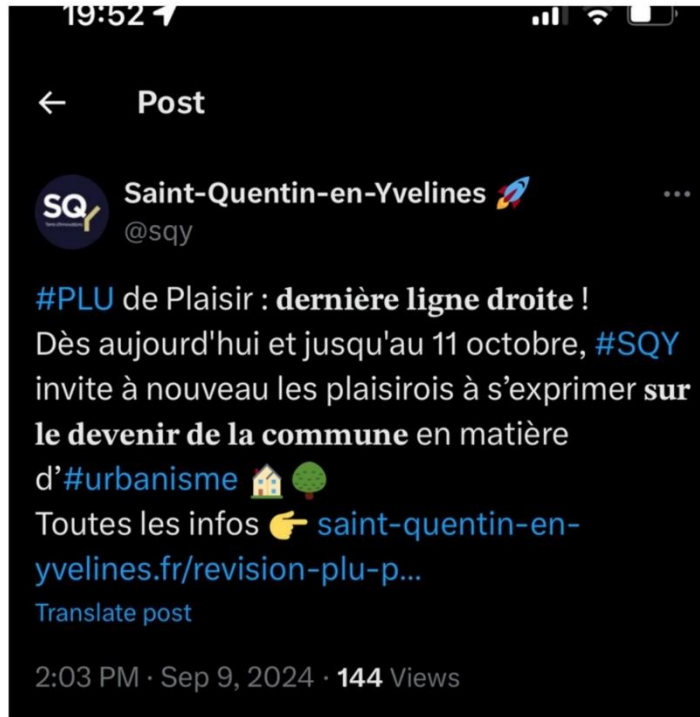 19:52
Post
SQY
Saint-Quentin-en-Yvelines 🚀
@sqy
#PLU de Plaisir : dernière ligne droite !
Dès aujourd'hui et jusqu'au 11 octobre, #SQY
invite à nouveau les plaisirois à s’exprimer sur
le devenir de la commune en matière
d’#urbanisme 🏠🌳
Toutes les infos 👉 saint-quentin-en-
yvelines.fr/revision-plu-p...
Translate post
2:03 PM · Sep 9, 2024 · 144 Views